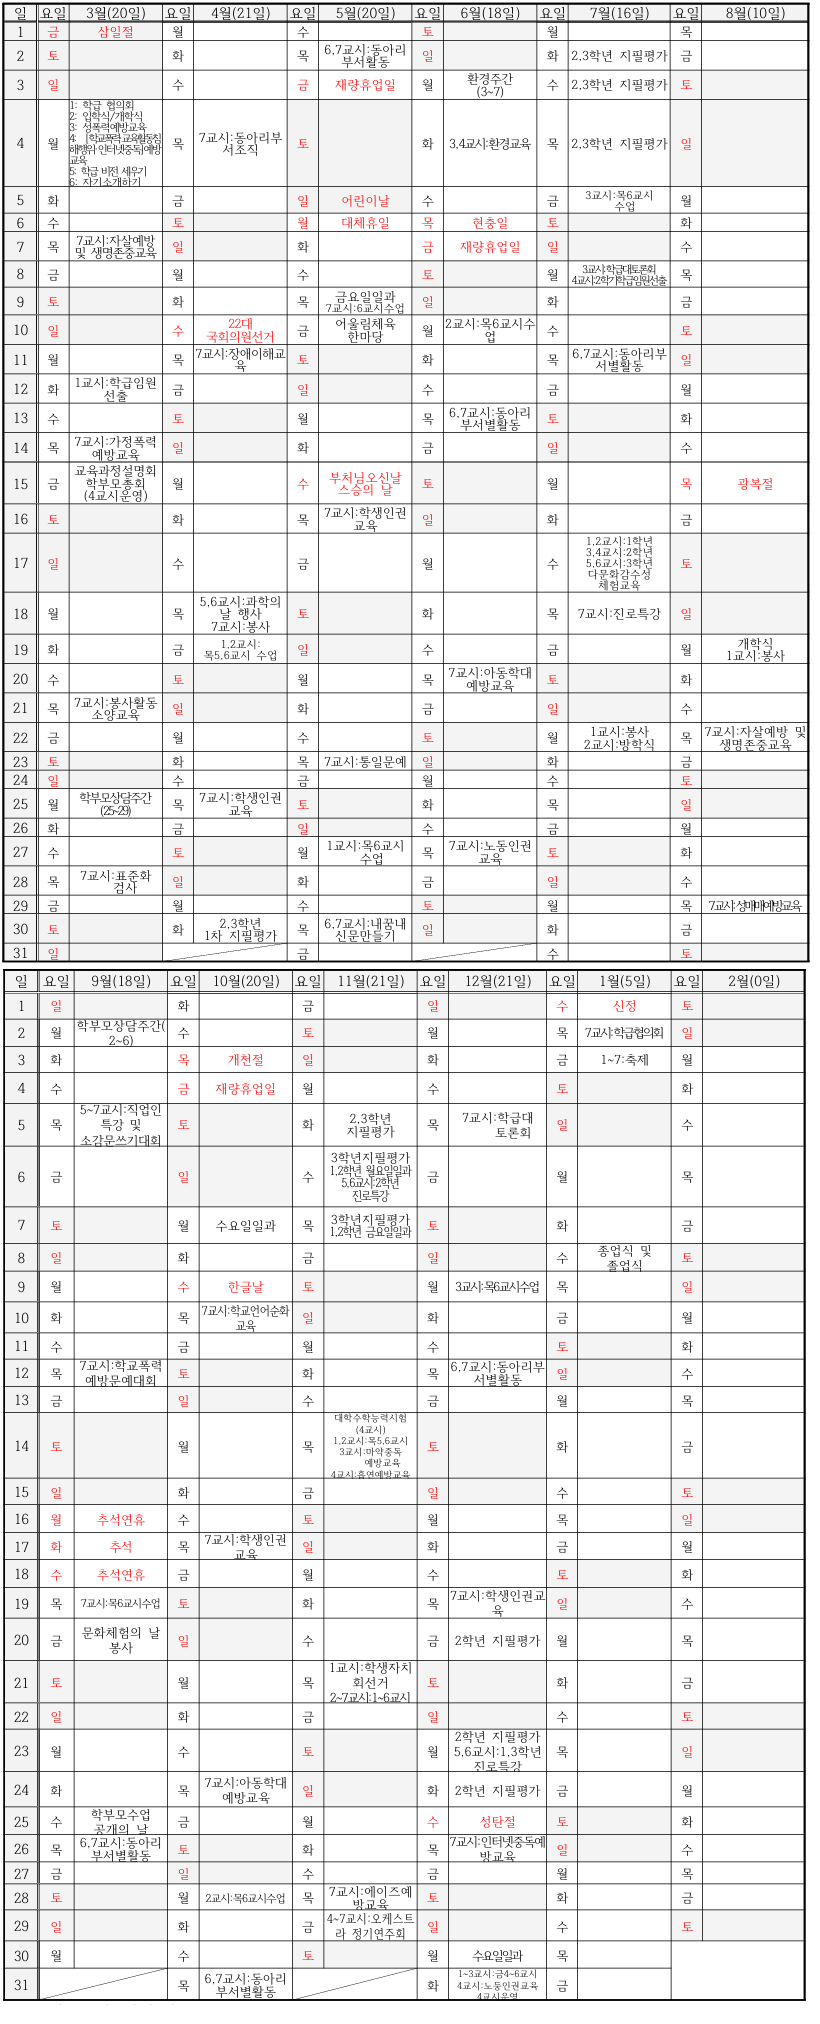 일 요일 3월(20일) 요일 4월(21일) 요일 5월(20일) 요일 6월(18일) 요일 7월(16일) 요일 8월(10일)
1 금 삼일절 월 수 토 월 목
2 토 화 목 6,7교시:동아리 부서활동 일 화 2,3학년 지필평가 금
3 일 수 금 재량휴업일 월 환경주간 (3~7) 수 2,3학년 지필평가 토
4 월 1: 학급 협의회
2: 입학식/개학식
3: 성폭력예방교육
4: [학교폭력,교육활동침해행위·인터넷중독]예방교육
5: 학급 비전 세우기
6: 자기소개하기
목 7교시:동아리부서조직 토 화 3,4교시:환경교육 목 2,3학년 지필평가 일
5 화 금 일 어린이날 수 금 3교시:목6교시 수업 월
6 수 토 월 대체휴일 목 현충일 토 화
7 목 7교시:자살예방 및 생명존중교육 일 화 금 재량휴업일 일 수
8 금 월 수 토 월 3교시:학급대토론회 4교시:2학기학급임원선출 목
9 토 화 목 금요일일과 7교시:6교시수업 일 화 금
10 일 수 22대 국회의원선거 금 어울림체육 한마당 월 2교시:목6교시수업 수 토
11 월 목 7교시:장애이해교육 토 화 목 6,7교시:동아리부서별활동 일
12 화 1교시:학급임원 선출 금 일 수 금 월
13 수 토 월 목 6,7교시:동아리 부서별활동 토 화
14 목 7교시:가정폭력 예방교육 일 화 금 일 수
15 금 교육과정설명회 학부모총회 (4교시운영) 월 수 부처님오신날 스승의 날 토 월 목 광복절
16 토 화 목 7교시:학생인권 교육 일 화 금
17 일 수 금 월 수 1,2교시:1학년 3,4교시:2학년 5,6교시:3학년 다문화감수성 체험교육 토
18 월 목 5,6교시:과학의 날 행사 7교시:봉사 토 화 목 7교시:진로특강 일
19 화 금 1,2교시: 목5,6교시 수업 일 수 금 월 개학식 1교시:봉사
20 수 토 월 목 7교시:아동학대 예방교육 토 화
21 목 7교시:봉사활동 소양교육 일 화 금 일 수
22 금 월 수 토 월 1교시:봉사 2교시:방학식 목 7교시:자살예방 및 생명존중교육
23 토 화 목 7교시:통일문예 일 화 금
24 일 수 금 월 수 토
25 월 학부모상담주간 (25~29) 목 7교시:학생인권 교육 토 화 목 일
26 화 금 일 수 금 월
27 수 토 월 1교시:목6교시 수업 목 7교시:노동인권 교육 토 화
28 목 7교시:표준화 검사 일 화 금 일 수
29 금 월 수 토 월 목 7교시:성매매예방교육
30 토 화 2,3학년 1차 지필평가 목 6,7교시:내꿈내 신문만들기 일 화 금
31 일 금 수 토
일 요일 9월(18일) 요일 10월(20일) 요일 11월(21일) 요일 12월(21일) 요일 1월(5일) 요일 2월(0일)
1 일 화 금 일 수 신정 토
2 월 학부모상담주간(2~6) 수 토 월 목 7교시:학급협의회 일
3 화 목 개천절 일 화 금 1~7:축제 월
4 수 금 재량휴업일 월 수 토 화
5 목 5~7교시:직업인 특강 및 소감문쓰기대회 토 화 2,3학년 지필평가 목 7교시:학급대 토론회 일 수
6 금 일 수 3학년지필평가 1,2학년 월요일일과 5,6교시:2학년 진로특강 금 월 목
7 토 월 수요일일과 목 3학년지필평가 1,2학년 금요일일과 토 화 금
8 일 화 금 일 수 종업식 및 졸업식 토
9 월 수 한글날 토 월 3교시:목6교시수업 목 일
10 화 목 7교시:학교언어순화 교육 일 화 금 월
11 수 금 월 수 토 화
12 목 7교시:학교폭력 예방문예대회 토 화 목 6,7교시:동아리부서별활동 일 수
13 금 일 수 금 월 목
14 토 월 목 대학수학능력시험 (4교시) 1,2교시:목5,6교시 3교시:마약중독 예방교육 4교시:흡연예방교육 토 화 금
15 일 화 금 일 수 토
16 월 추석연휴 수 토 월 목 일
17 화 추석 목 7교시:학생인권 교육 일 화 금 월
18 수 추석연휴 금 월 수 토 화
19 목 7교시:목6교시수업 토 화 목 7교시:학생인권교육 일 수
20 금 문화체험의 날 봉사 일 수 금 2학년 지필평가 월 목
21 토 월 목 1교시:학생자치회선거 2~7교시:1~6교시 토 화 금
22 일 화 금 일 수 토
23 월 수 토 월 2학년 지필평가 5,6교시:1,3학년 진로특강 목 일
24 화 목 7교시:아동학대 예방교육 일 화 2학년 지필평가 금 월
25 수 학부모수업 공개의 날 금 월 수 성탄절 토 화
26 목 6,7교시:동아리 부서별활동 토 화 목 7교시:인터넷중독예방교육 일 수
27 금 일 수 금 월 목
28 토 월 2교시:목6교시수업 목 7교시:에이즈예방교육 토 화 금
29 일 화 금 4~7교시:오케스트라 정기연주회 일 수 토
30 월 수 토 월 수요일일과 목
31 목 6,7교시:동아리 부서별활동 화 1~3교시:금4~6교시 4교시:노동인권교육 4교시운영 금